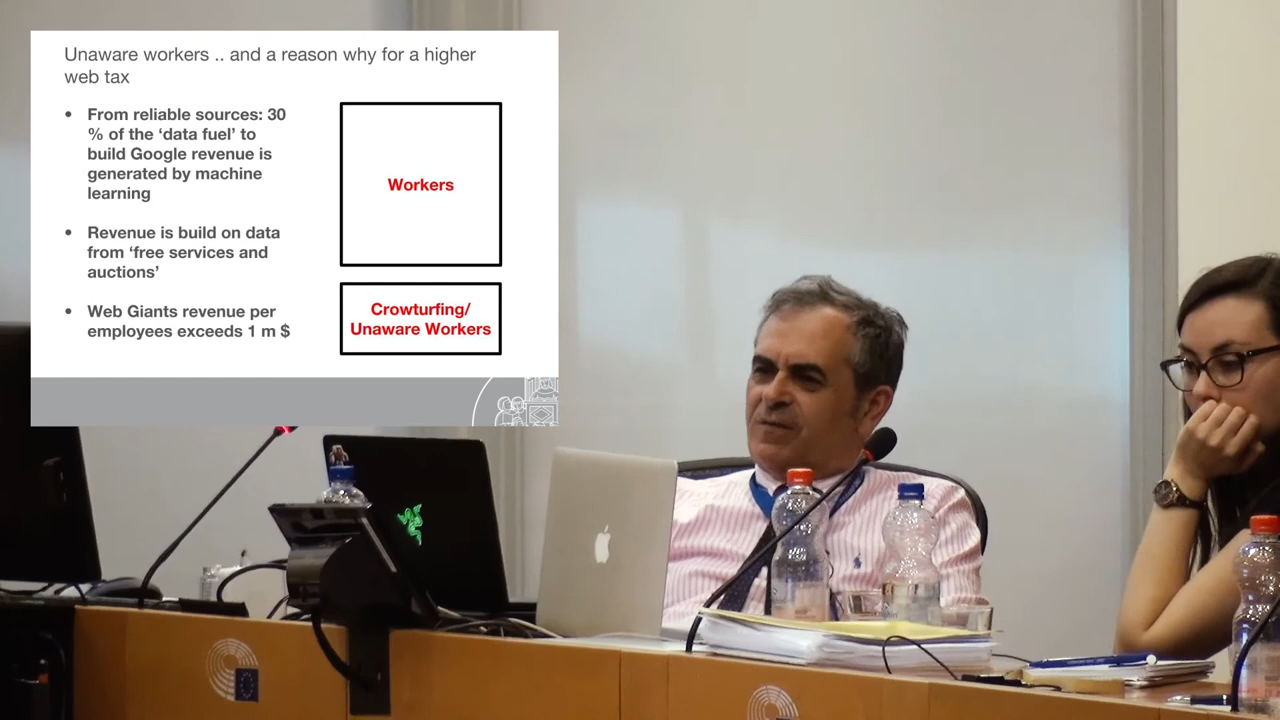 Unaware workers .. and a reason why for a higher
web tax
• From reliable sources: 30
% of the ‘data fuel’ to
build Google revenue is
generated by machine
learning
• Revenue is build on data
from ‘free services and
auctions’
• Web Giants revenue per
employees exceeds 1 m $
Workers
Crowturfing/
Unaware Workers